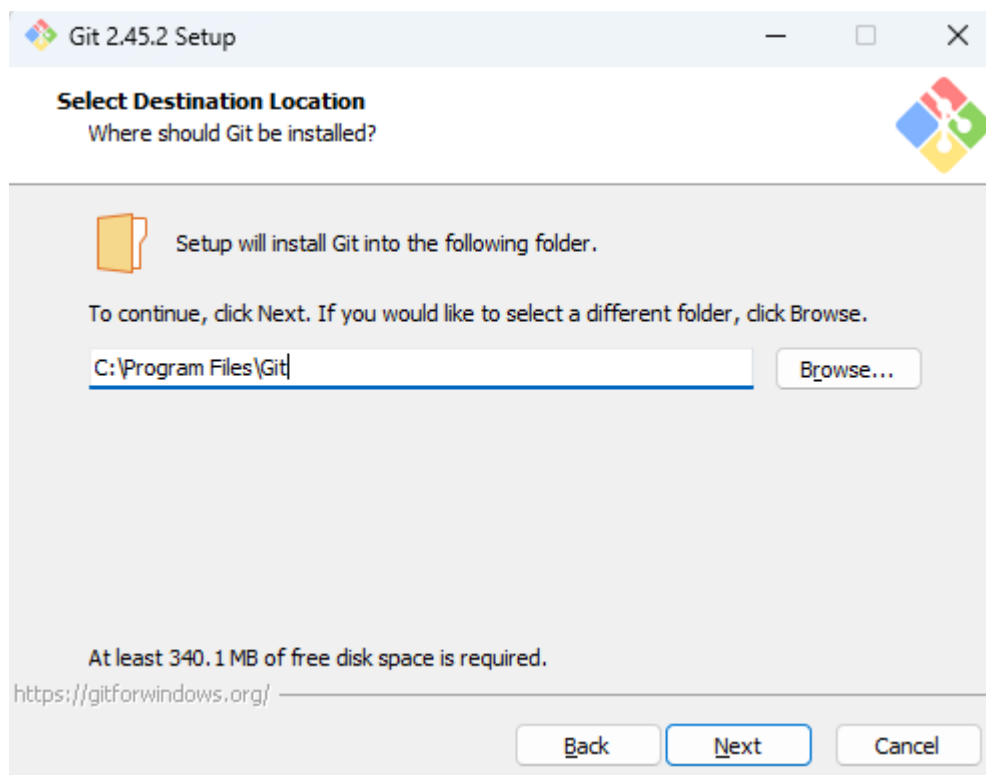 Git 2.45.2 Setup
Select Destination Location
Where should Git be installed?
Setup will install Git into the following folder.
To continue, click Next. If you would like to select a different folder, click Browse.
C:\Program Files\Git
Browse...
At least 340.1 MB of free disk space is required.
https://gitforwindows.org/
Back
Next
Cancel